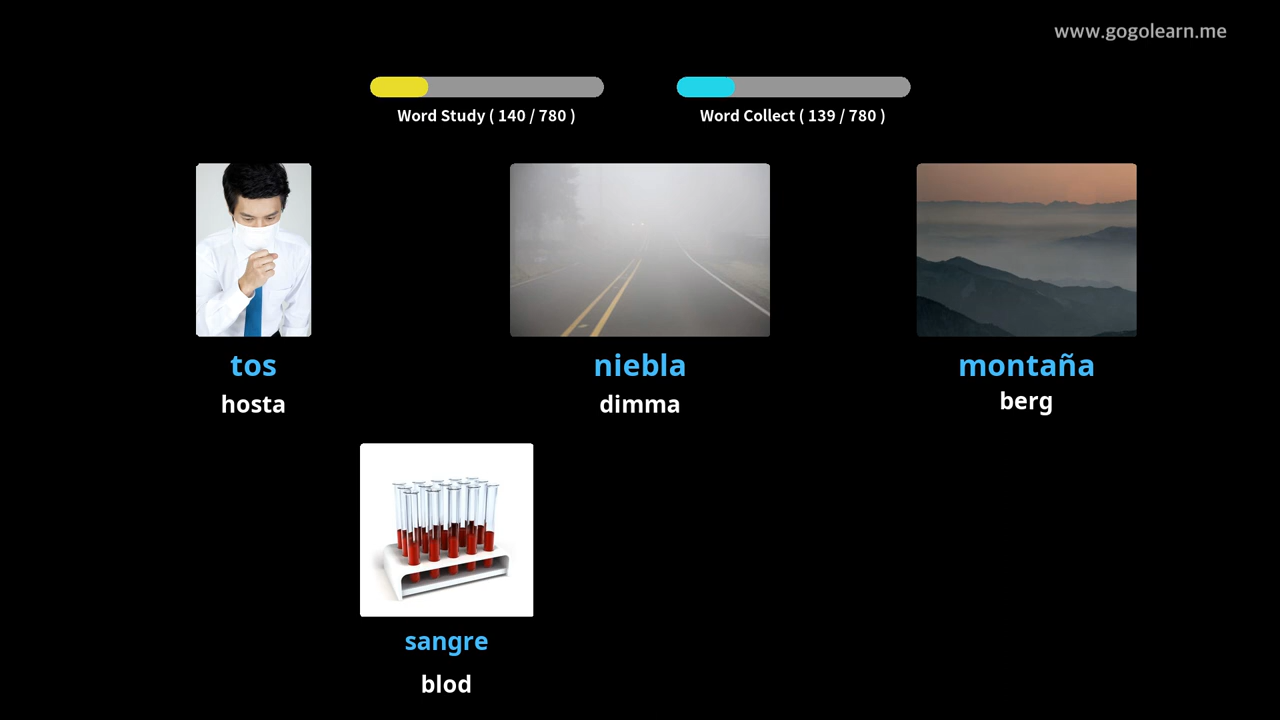 www.gogolearn.me
Word Study ( 140 / 780 )
Word Collect ( 139 / 780 )
tos
hosta
niebla
dimma
montaña
berg
sangre
blod